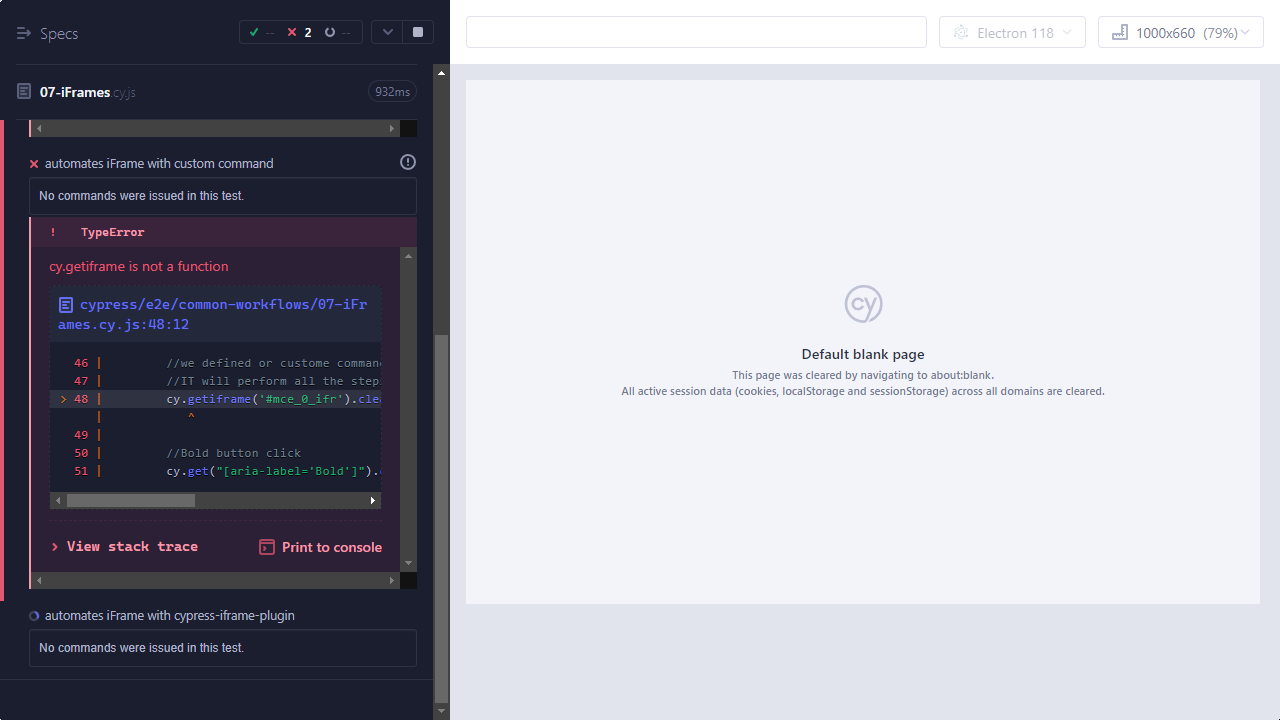 Specs
-- 2 --
Electron 118
1000x660 (79%)
07-iFrames.cy.js
932ms
automates iFrame with custom command
No commands were issued in this test.
! TypeError
cy.getiframe is not a function
cypress/e2e/common-workflows/07-iFr
ames.cy.js:48:12
46 | //we defined or custome comman
47 | //IT will perform all the step
> 48 | cy.getiframe('#mce_0_ifr').clea
| ^
49 |
50 | //Bold button click
51 | cy.get("[aria-label='Bold']").
View stack trace
Print to console
automates iFrame with cypress-iframe-plugin
No commands were issued in this test.
cy
Default blank page
This page was cleared by navigating to about:blank.
All active session data (cookies, localStorage and sessionStorage) across all domains are cleared.